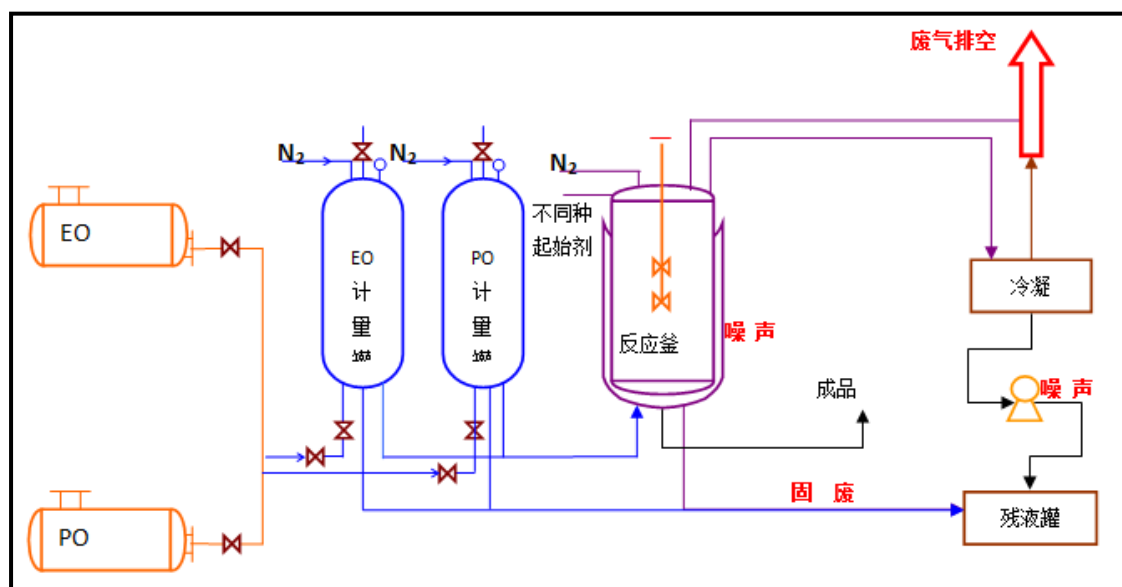 废气排空
N₂
N₂
N₂
不同种
起始剂
EO
EO
计
量
PO
计
量
反应釜
噪声
冷凝
成品
噪声
固 废
残液罐
PO